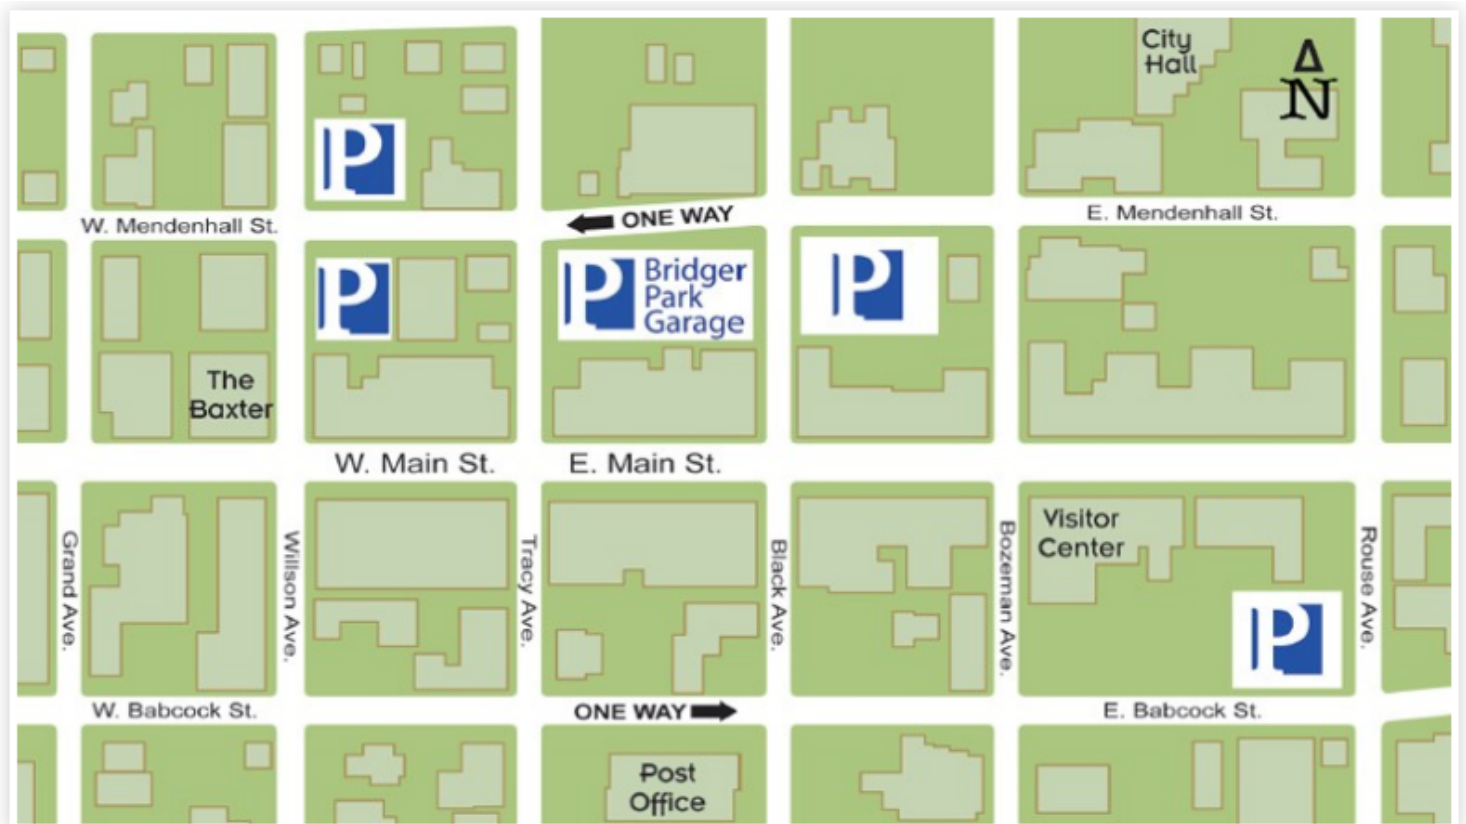 City
Hall
N
P
W. Mendenhall St.
ONE WAY
E. Mendenhall St.
P
P
Bridger
Park
Garage
P
The
Baxter
W. Main St.
E. Main St.
Grand Ave.
Willson Ave.
Tracy Ave.
Black Ave.
Bozeman Ave.
Visitor
Center
Rouse Ave.
P
W. Babcock St.
ONE WAY
E. Babcock St.
Post
Office